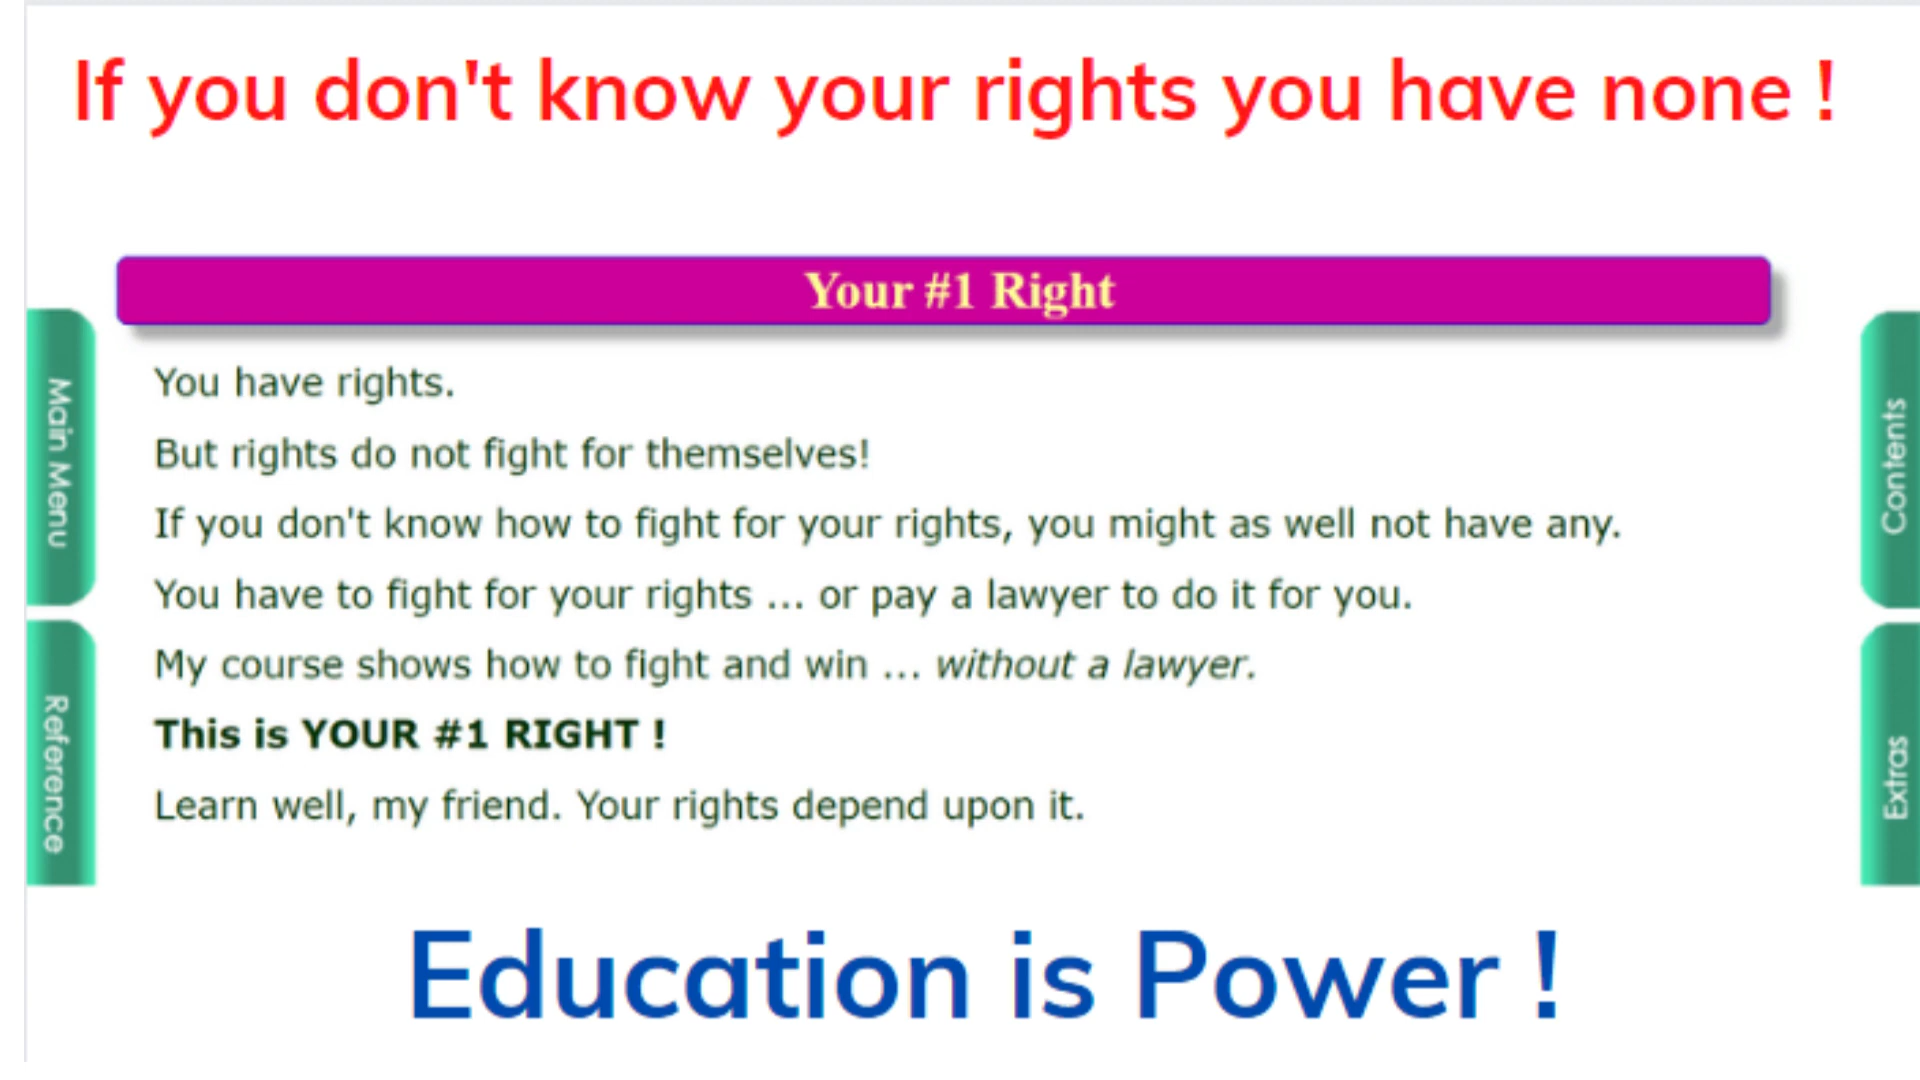 If you don't know your rights you have none !
Your #1 Right
Main Menu
Reference
You have rights.
But rights do not fight for themselves!
If you don't know how to fight for your rights, you might as well not have any.
You have to fight for your rights ... or pay a lawyer to do it for you.
My course shows how to fight and win ... without a lawyer.
This is YOUR #1 RIGHT !
Learn well, my friend. Your rights depend upon it.
Contents
Extras
Education is Power !